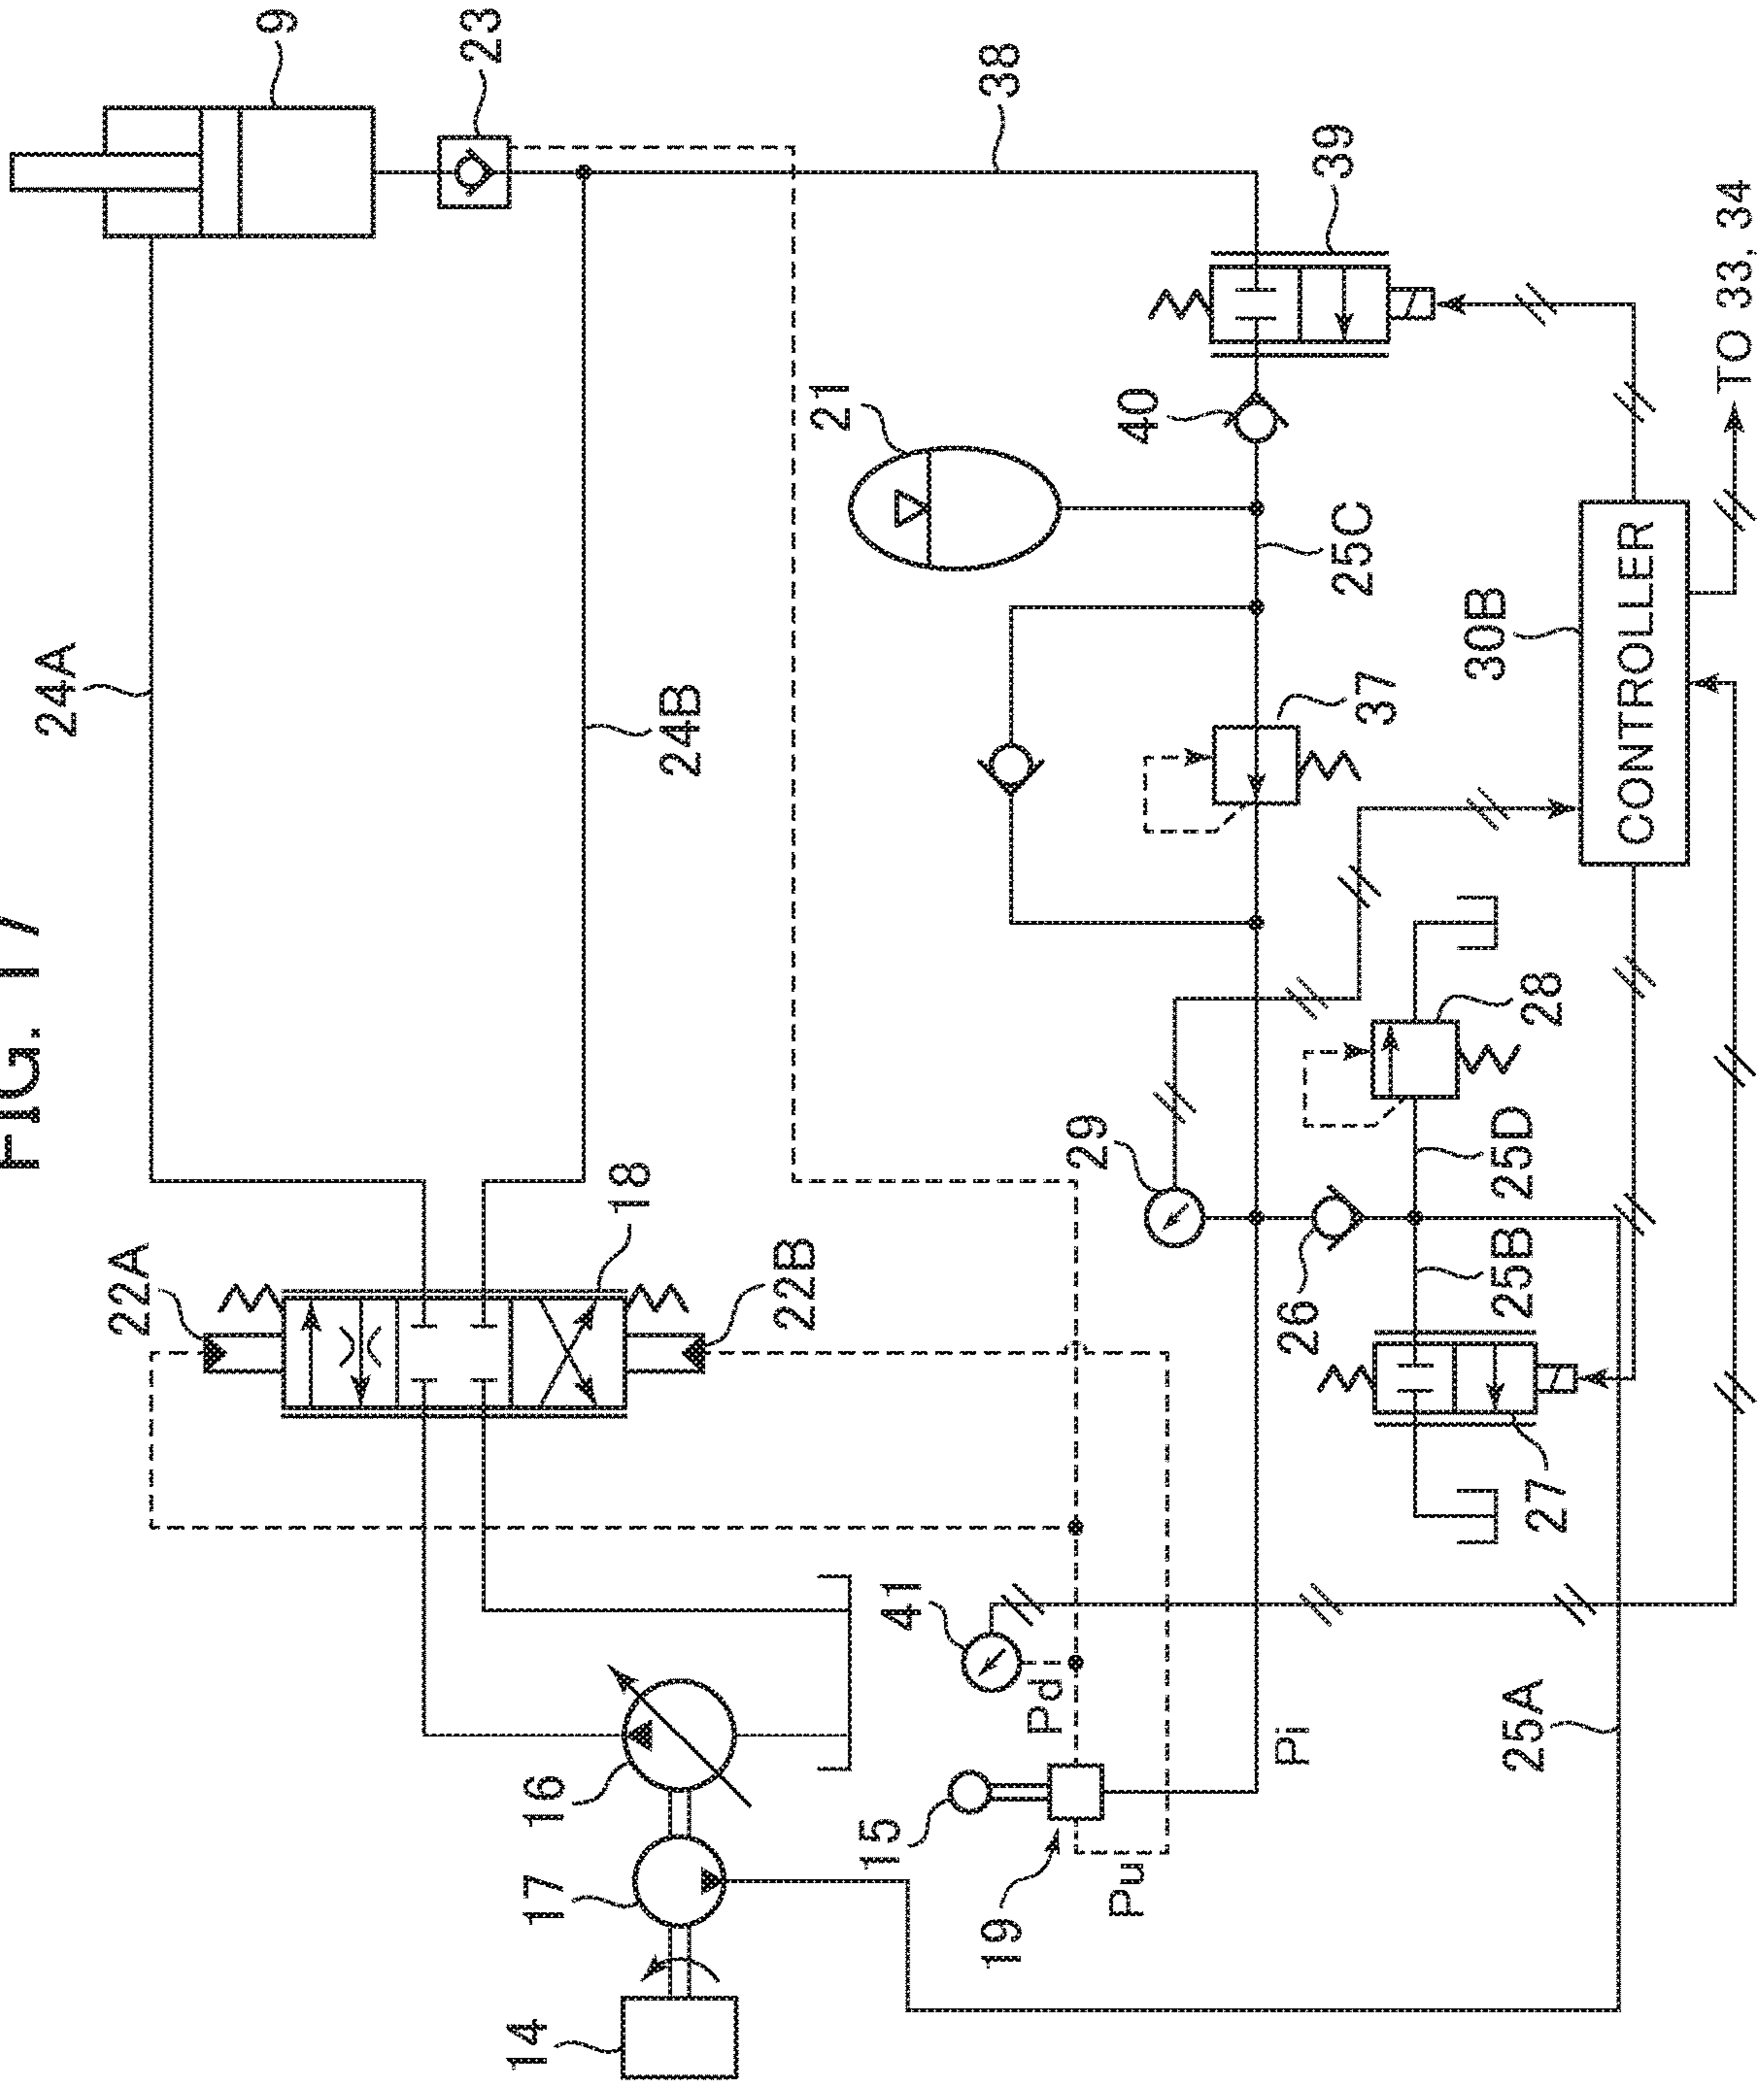 FIG. 17
24A
9
23
22A
18
24B
22B
38
21
39
40
16
17
14
25C
37
29
41
Pd
15
19
Pu
Pi
26
28
25D
25B
27
30B
CONTROLLER
TO 33, 34
25A